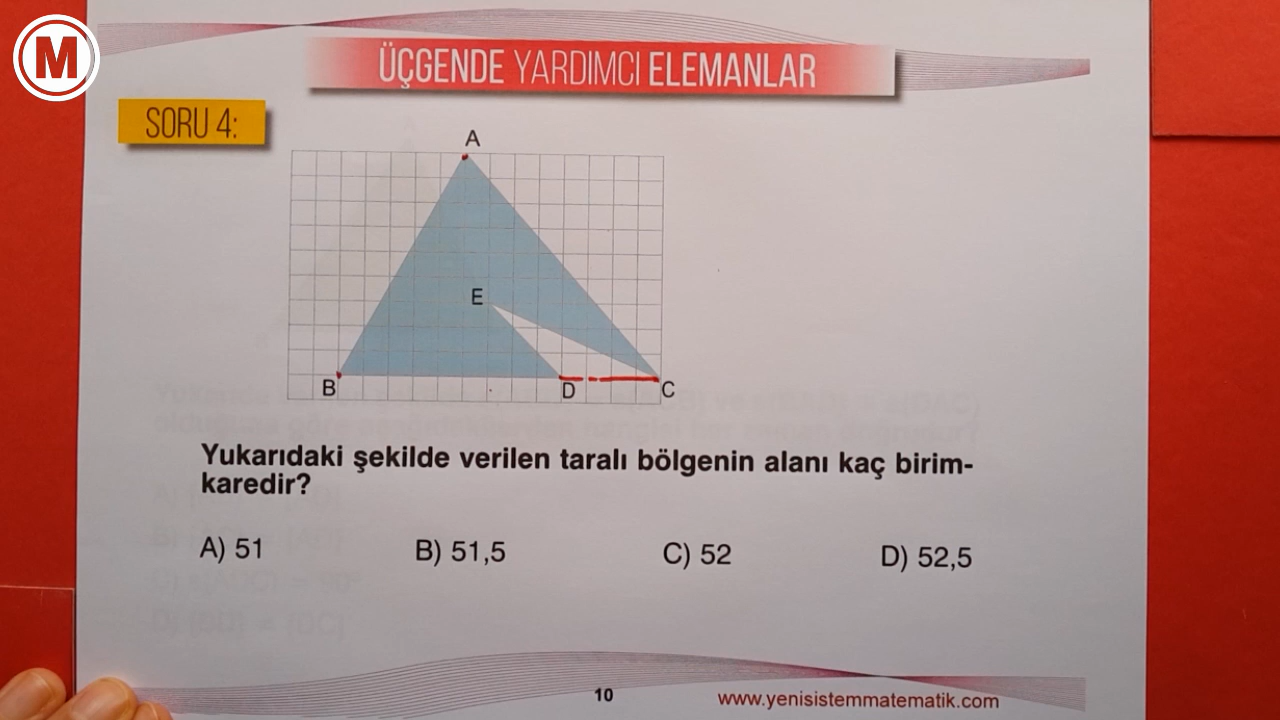 M
ÜÇGENDE YARDIMCI ELEMANLAR
SORU 4:
A
E
B
D
C
Yukarıdaki şekilde verilen taralı bölgenin alanı kaç birim-
karedir?
A) 51 B) 51,5 C) 52 D) 52,5
10
www.yenisistemmatematik.com